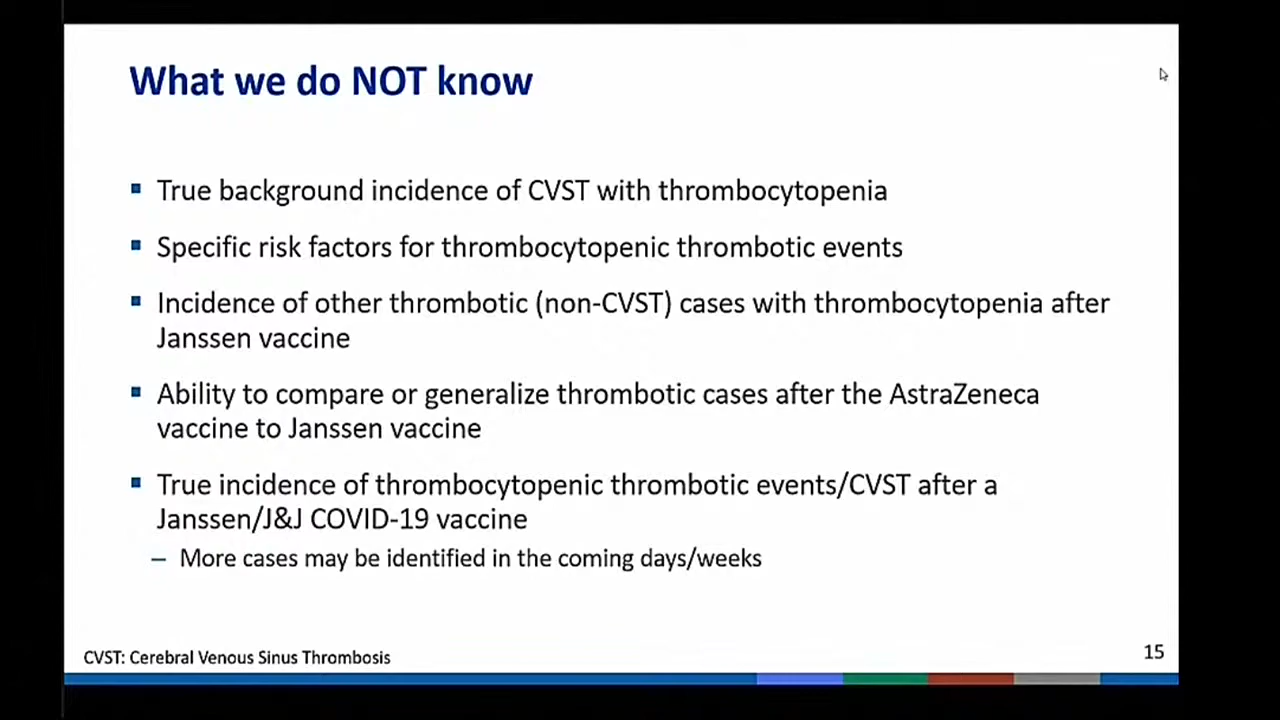 What we do NOT know
▪ True background incidence of CVST with thrombocytopenia
▪ Specific risk factors for thrombocytopenic thrombotic events
▪ Incidence of other thrombotic (non-CVST) cases with thrombocytopenia after
Janssen vaccine
▪ Ability to compare or generalize thrombotic cases after the AstraZeneca
vaccine to Janssen vaccine
▪ True incidence of thrombocytopenic thrombotic events/CVST after a
Janssen/J&J COVID-19 vaccine
– More cases may be identified in the coming days/weeks
CVST: Cerebral Venous Sinus Thrombosis
15